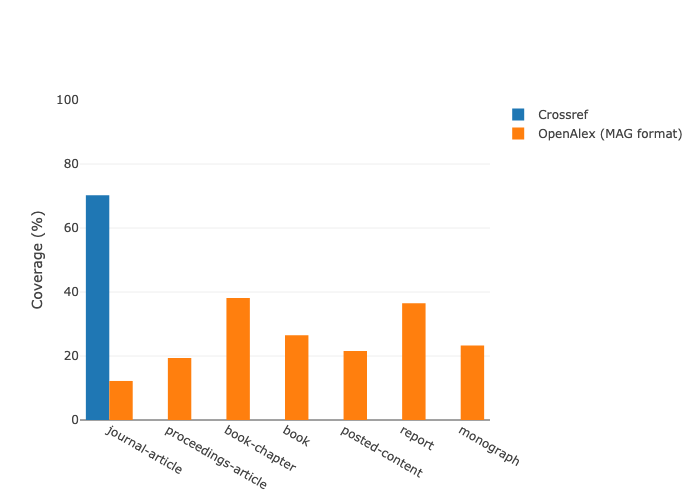 100
80
60
40
20
0
Coverage (%)
journal-article
proceedings-article
book-chapter
book
posted-content
report
monograph
Crossref
OpenAlex (MAG format)